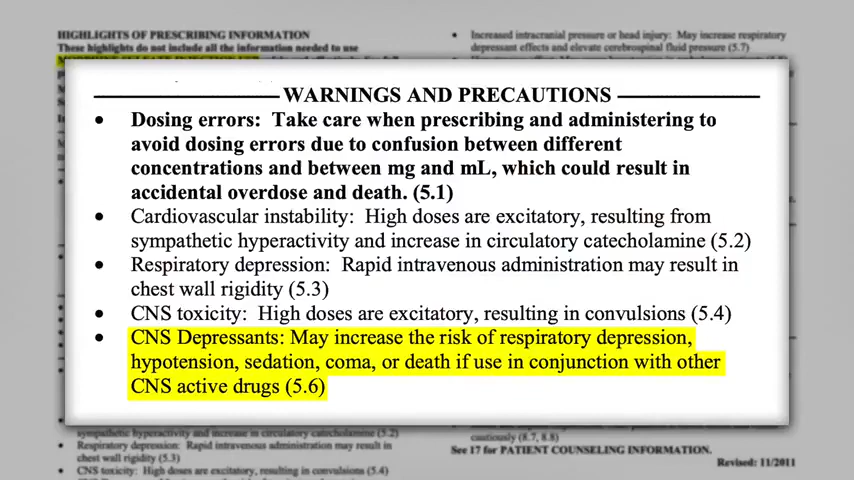 HIGHLIGHTS OF PRESCRIBING INFORMATION
These highlights do not include all the information needed to use
Increased intracranial pressure or head injury: May increase respiratory
depressant effects and elevate cerebrospinal fluid pressure (5.7)
WARNINGS AND PRECAUTIONS
• Dosing errors: Take care when prescribing and administering to
avoid dosing errors due to confusion between different
concentrations and between mg and mL, which could result in
accidental overdose and death. (5.1)
• Cardiovascular instability: High doses are excitatory, resulting from
sympathetic hyperactivity and increase in circulatory catecholamine (5.2)
• Respiratory depression: Rapid intravenous administration may result in
chest wall rigidity (5.3)
• CNS toxicity: High doses are excitatory, resulting in convulsions (5.4)
• CNS Depressants: May increase the risk of respiratory depression,
hypotension, sedation, coma, or death if use in conjunction with other
CNS active drugs (5.6)
sympathetic hyperactivity and increase in circulatory catecholamine (5.2)
• Respiratory depression: Rapid intravenous administration may result in
chest wall rigidity (5.3)
• CNS toxicity: High doses are excitatory, resulting in convulsions (5.4)
cautiously (8.7, 8.8)
See 17 for PATIENT COUNSELING INFORMATION.
Revised: 11/2011